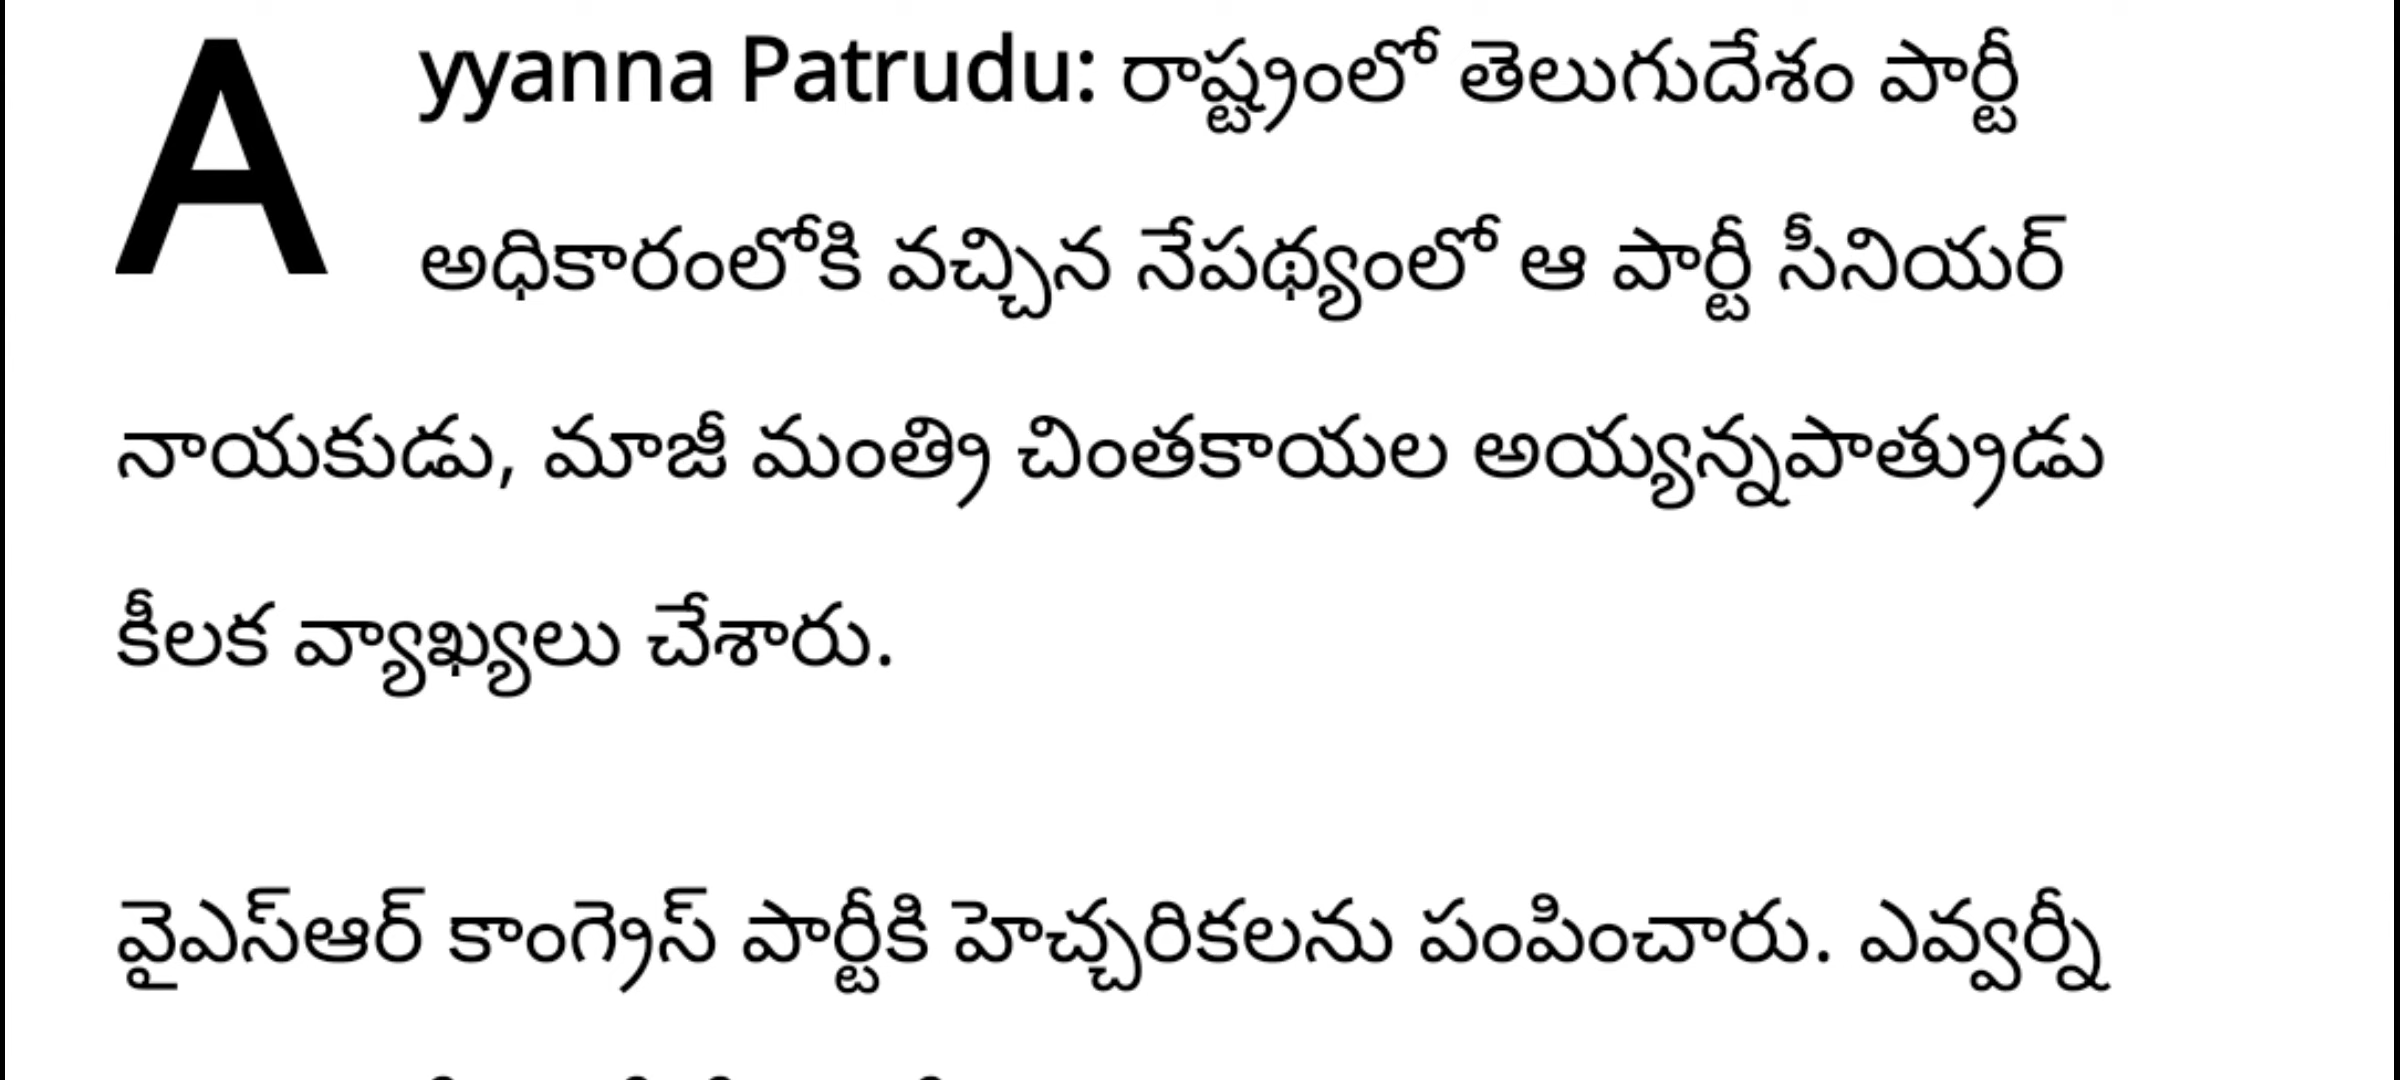 Ayyanna Patrudu: రాష్ట్రంలో తెలుగుదేశం పార్టీ
అధికారంలోకి వచ్చిన నేపథ్యంలో ఆ పార్టీ సీనియర్
నాయకుడు, మాజీ మంత్రి చింతకాయల అయ్యన్నపాత్రుడు
కీలక వ్యాఖ్యలు చేశారు.
వైఎస్ఆర్ కాంగ్రెస్ పార్టీకి హెచ్చరికలను పంపించారు. ఎవ్వర్నీ